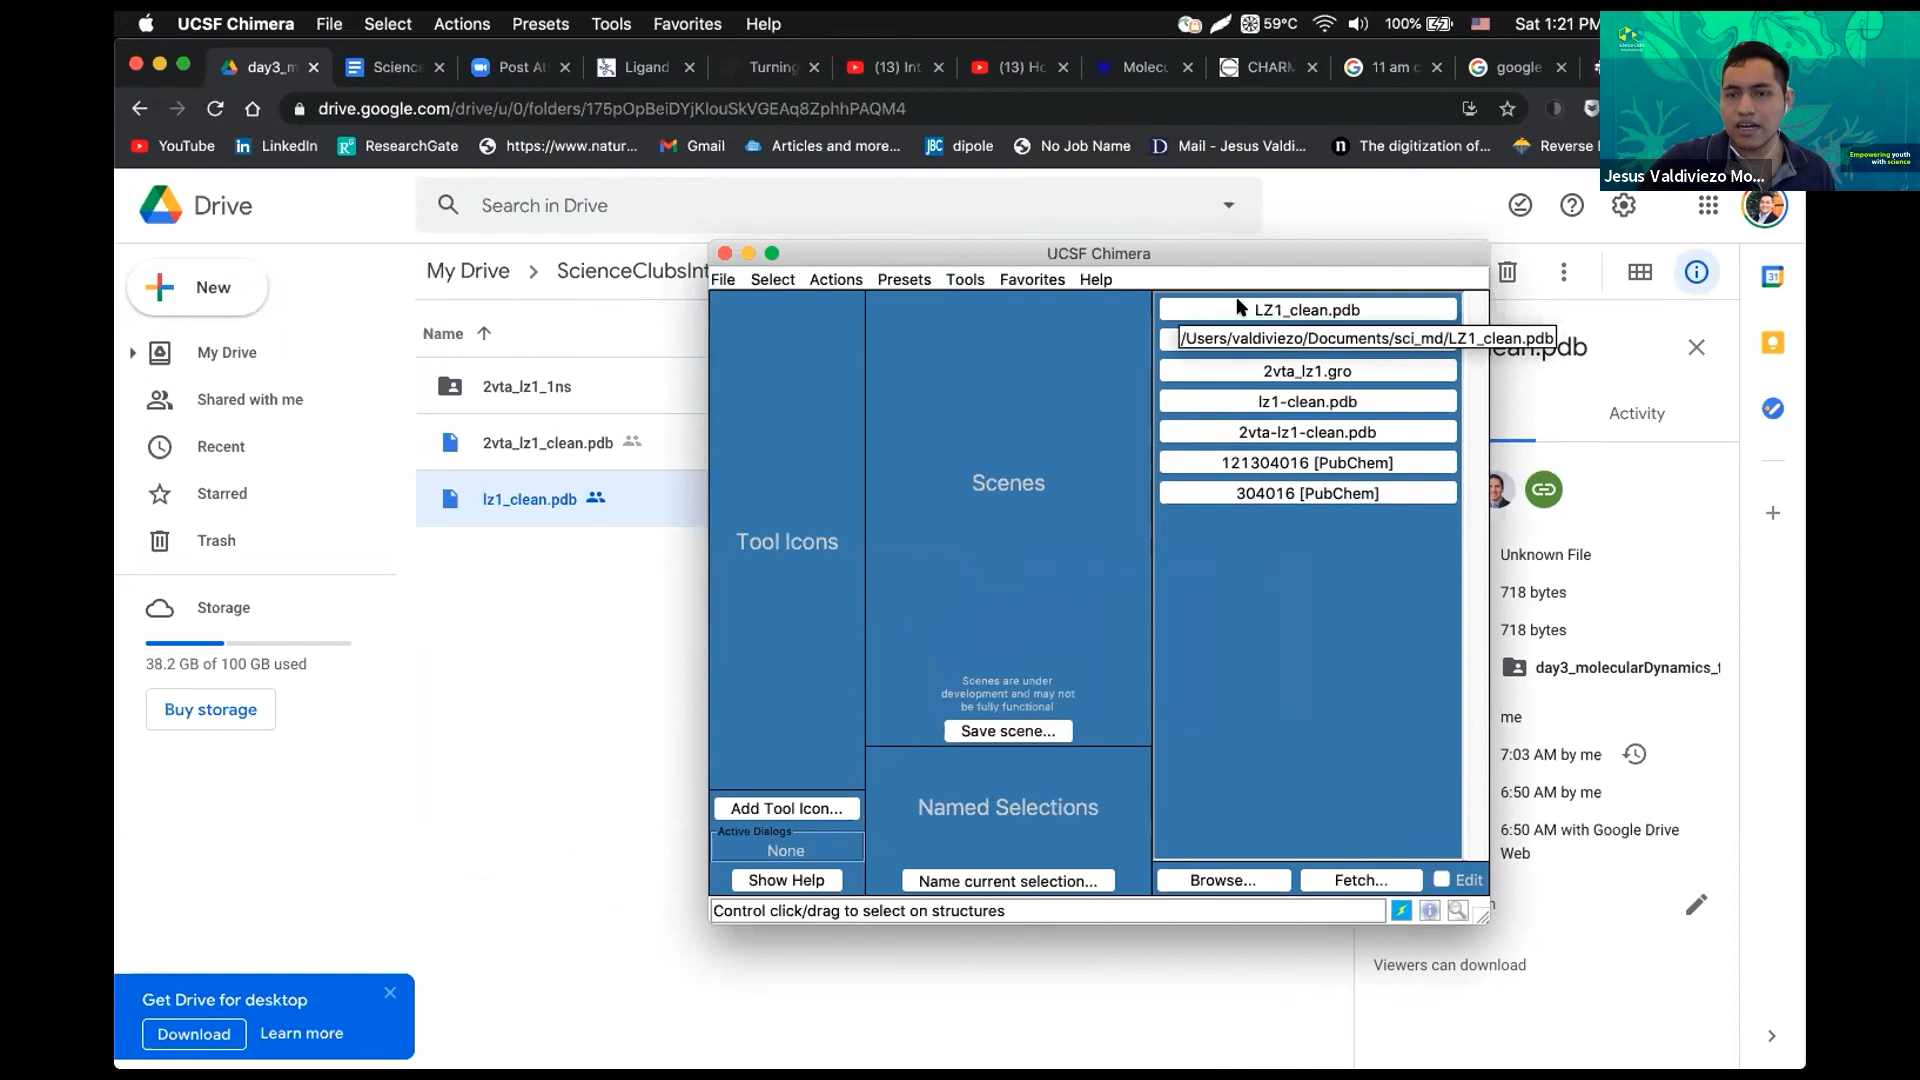 UCSF Chimera File Select Actions Presets Tools Favorites Help 59°C 100% Sat 1:21 PM
day3_m Science Post At Ligand Turning (13) Int (13) Ho Molecu CHARM 11 am c google
drive.google.com/drive/u/0/folders/175pOpBeiDYjKlouSkVGEAq8ZphhPAQM4
YouTube LinkedIn ResearchGate https://www.natur... Gmail Articles and more... JBC dipole No Job Name Mail - Jesus Valdi... The digitization of... Reverse
Empowering youth
with science
Jesus Valdiviezo Mo...
Drive
Search in Drive
New
My Drive
Shared with me
Recent
Starred
Trash
Storage
38.2 GB of 100 GB used
Buy storage
Get Drive for desktop
Download Learn more
My Drive > ScienceClubsInt
Name
2vta_lz1_1ns
2vta_lz1_clean.pdb
lz1_clean.pdb
UCSF Chimera
File Select Actions Presets Tools Favorites Help
Tool Icons
Add Tool Icon...
Active Dialogs
None
Show Help
Scenes
Scenes are under
development and may not
be fully functional
Save scene...
Named Selections
Name current selection...
LZ1_clean.pdb
/Users/valdiviezo/Documents/sci_md/LZ1_clean.pdb
2vta_lz1.gro
lz1-clean.pdb
2vta-lz1-clean.pdb
121304016 [PubChem]
304016 [PubChem]
Browse... Fetch... Edit
Control click/drag to select on structures
ean.pdb
Activity
Unknown File
718 bytes
718 bytes
day3_molecularDynamics_f
me
7:03 AM by me
6:50 AM by me
6:50 AM with Google Drive
Web
Viewers can download
31